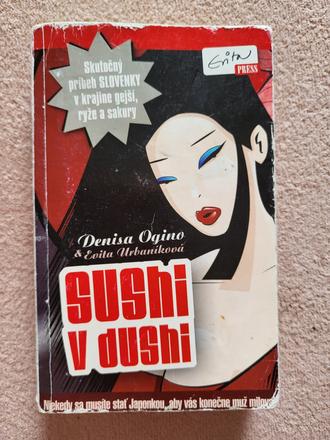 Skutočný
príbeh SLOVENKY
v krajine gejší,
ryže a sakury
Evita
PRESS
Denisa Ogino
& Evita Urbaníková
SUSHi
V DUSHi
Niekedy sa musíte stať Japonkou, aby vás konečne muž milov